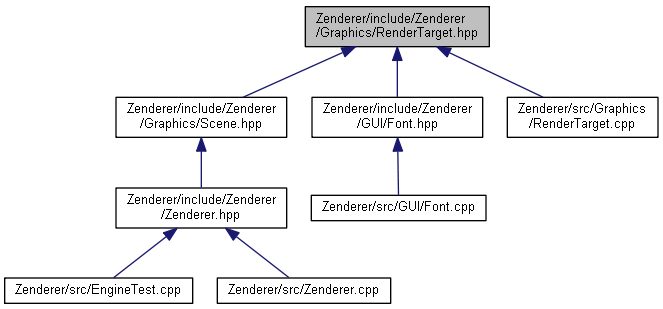 Zenderer/include/Zenderer
/Graphics/RenderTarget.hpp
Zenderer/include/Zenderer
/Graphics/Scene.hpp
Zenderer/include/Zenderer
/GUI/Font.hpp
Zenderer/src/Graphics
/RenderTarget.cpp
Zenderer/include/Zenderer
/Zenderer.hpp
Zenderer/src/GUI/Font.cpp
Zenderer/src/EngineTest.cpp
Zenderer/src/Zenderer.cpp